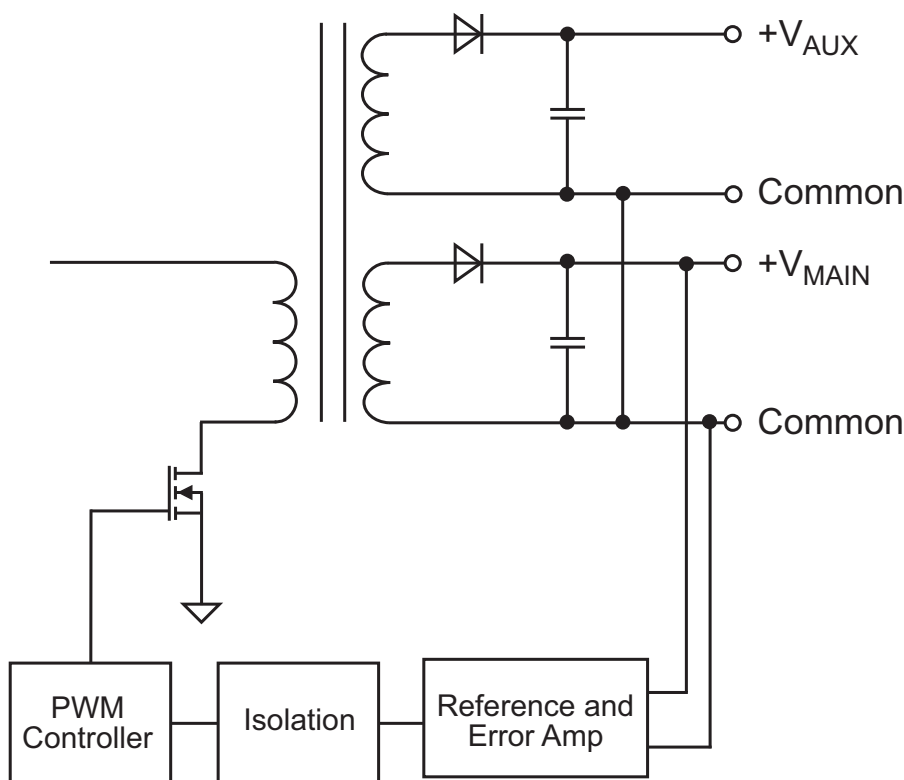 +VAUX
Common
+VMAIN
Common
PWM
Controller
Isolation
Reference and
Error Amp